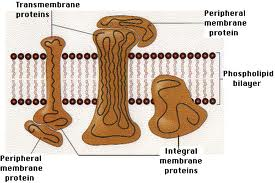 Transmembrane
proteins
Peripheral
membrane
protein
Phospholipid
bilayer
Peripheral
membrane
protein
Integral
membrane
proteins